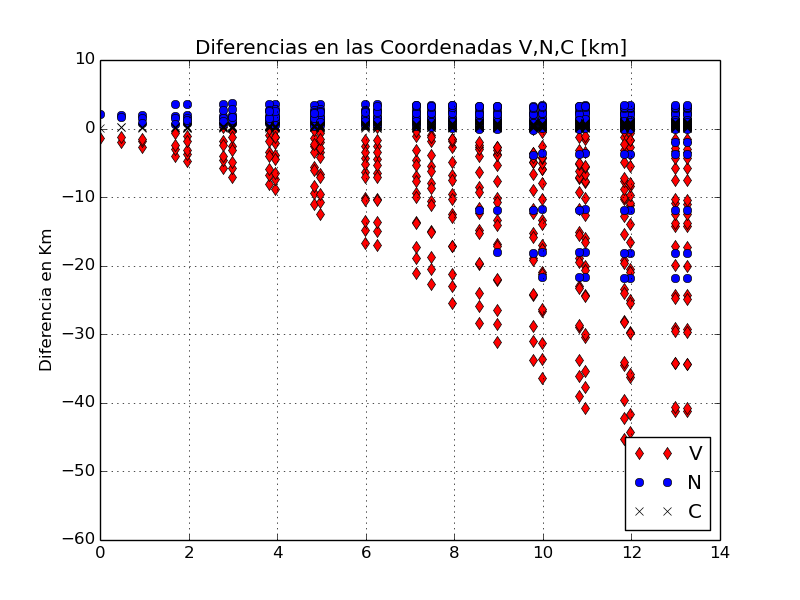 Diferencias en las Coordenadas V,N,C [km]
10
0
−10
−20
−30
−40
−50
−60
Diferencia en Km
0 2 4 6 8 10 12 14
V
N
C